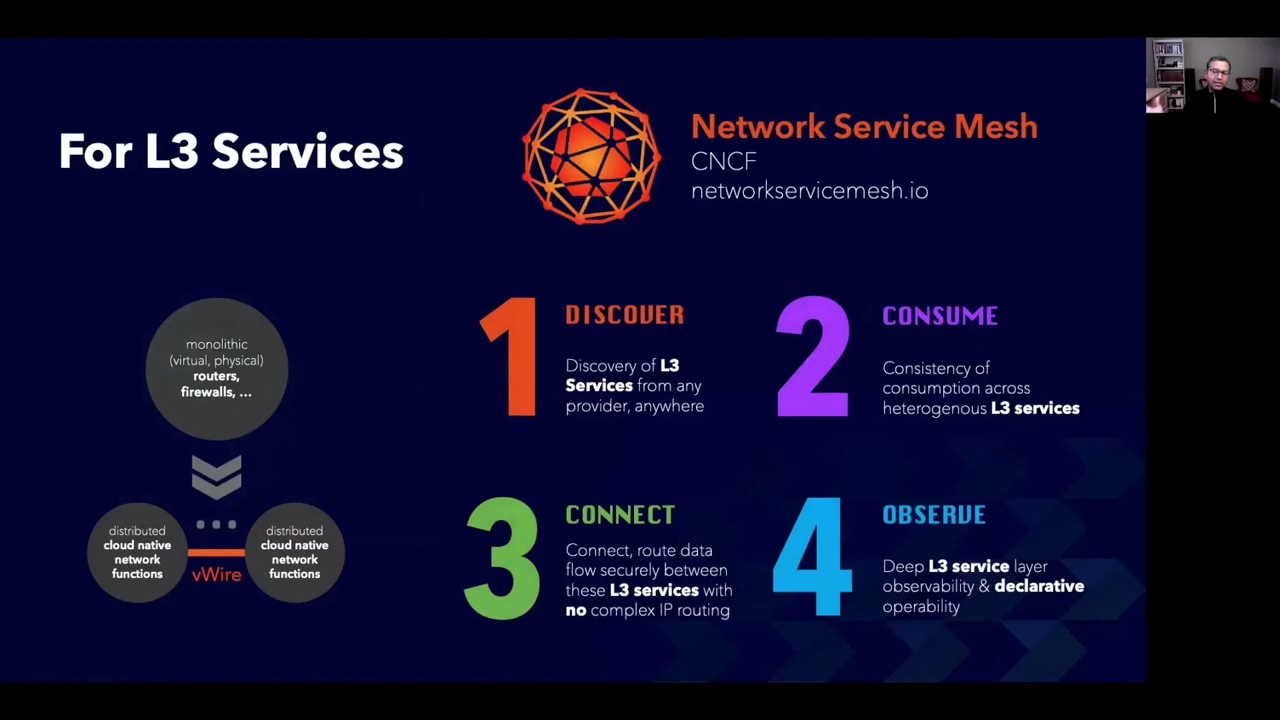 For L3 Services
Network Service Mesh
CNCF
networkservicemesh.io
monolithic
(virtual, physical)
routers,
firewalls, ...
distributed
cloud native
network
functions
vWire
distributed
cloud native
network
functions
1
DISCOVER
Discovery of L3
Services from any
provider, anywhere
2
CONSUME
Consistency of
consumption across
heterogenous L3 services
3
CONNECT
Connect, route data
flow securely between
these L3 services with
no complex IP routing
4
OBSERVE
Deep L3 service layer
observability & declarative
operability